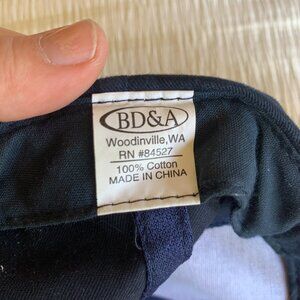 BD&A
Woodinville,WA
RN #84527
100% Cotton
MADE IN CHINA